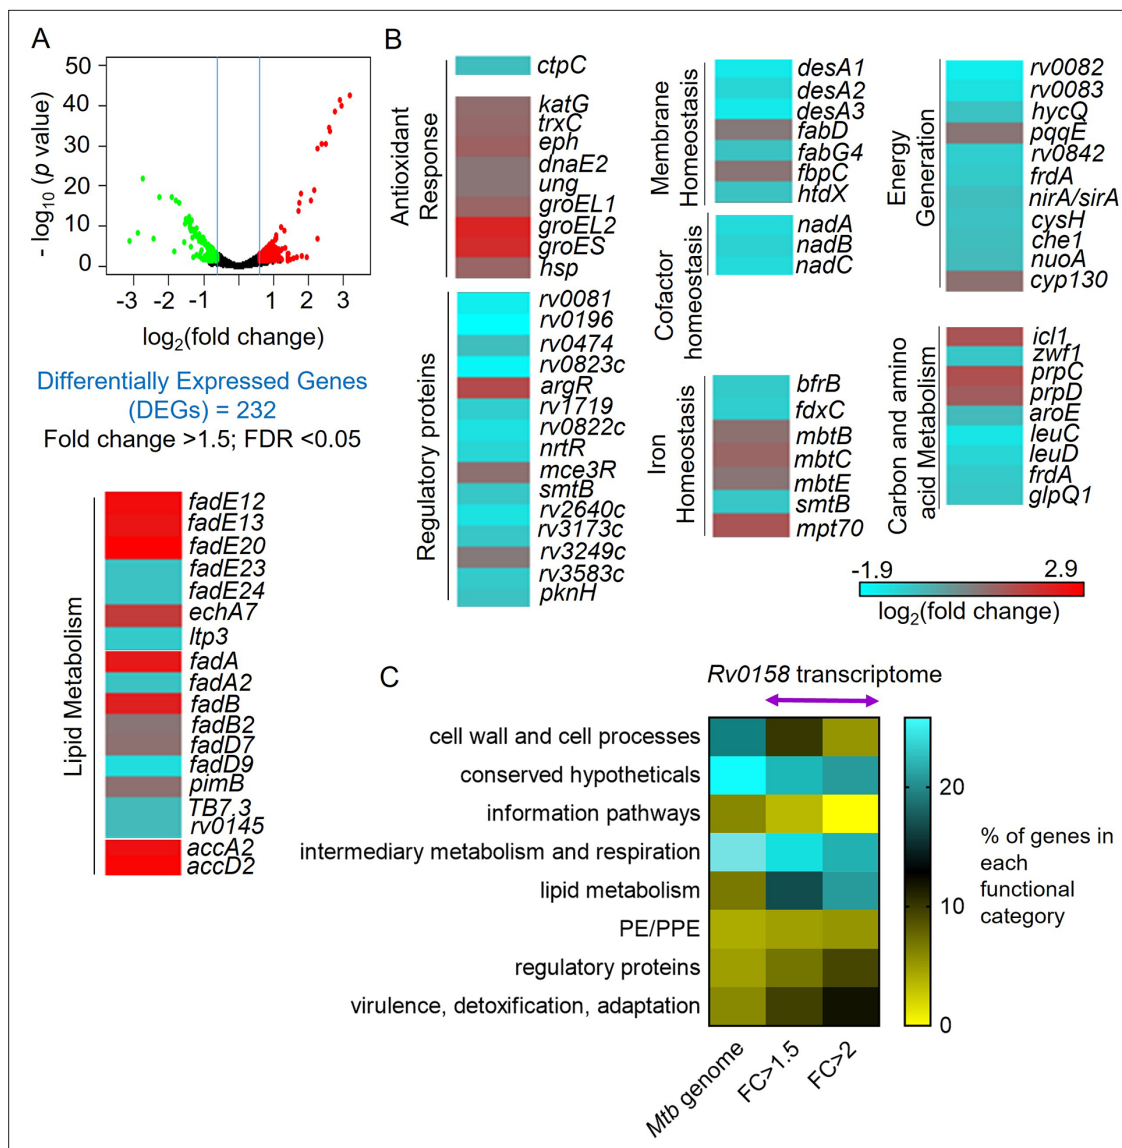 A
50
40
30
20
10
0
- log10 (p value)
-3 -2 -1 1 2 3
log2(fold change)
Differentially Expressed Genes
(DEGs) = 232
Fold change >1.5; FDR <0.05
Lipid Metabolism
fadE12
fadE13
fadE20
fadE23
fadE24
echA7
ltp3
fadA
fadA2
fadB
fadB2
fadD7
fadD9
pimB
TB7.3
rv0145
accA2
accD2
B
Antioxidant
Response
ctpC
katG
trxC
eph
dnaE2
ung
groEL1
groEL2
groES
hsp
Regulatory proteins
rv0081
rv0196
rv0474
rv0823c
argR
rv1719
rv0822c
nrtR
mce3R
smtB
rv2640c
rv3173c
rv3249c
rv3583c
pknH
Membrane
Homeostasis
desA1
desA2
desA3
fabD
fabG4
fbpC
htdX
Cofactor
homeostasis
nadA
nadB
nadC
Iron
Homeostasis
bfrB
fdxC
mbtB
mbtC
mbtE
smtB
mpt70
Energy
Generation
rv0082
rv0083
hycQ
pqqE
rv0842
frdA
nirA/sirA
cysH
che1
nuoA
cyp130
Carbon and amino
acid Metabolism
icl1
zwf1
prpC
prpD
aroE
leuC
leuD
frdA
glpQ1
-1.9 2.9
log2(fold change)
C
Rv0158 transcriptome
cell wall and cell processes
conserved hypotheticals
information pathways
intermediary metabolism and respiration
lipid metabolism
PE/PPE
regulatory proteins
virulence, detoxification, adaptation
Mtb genome
FC>1.5
FC>2
20
10
0
% of genes in
each
functional
category